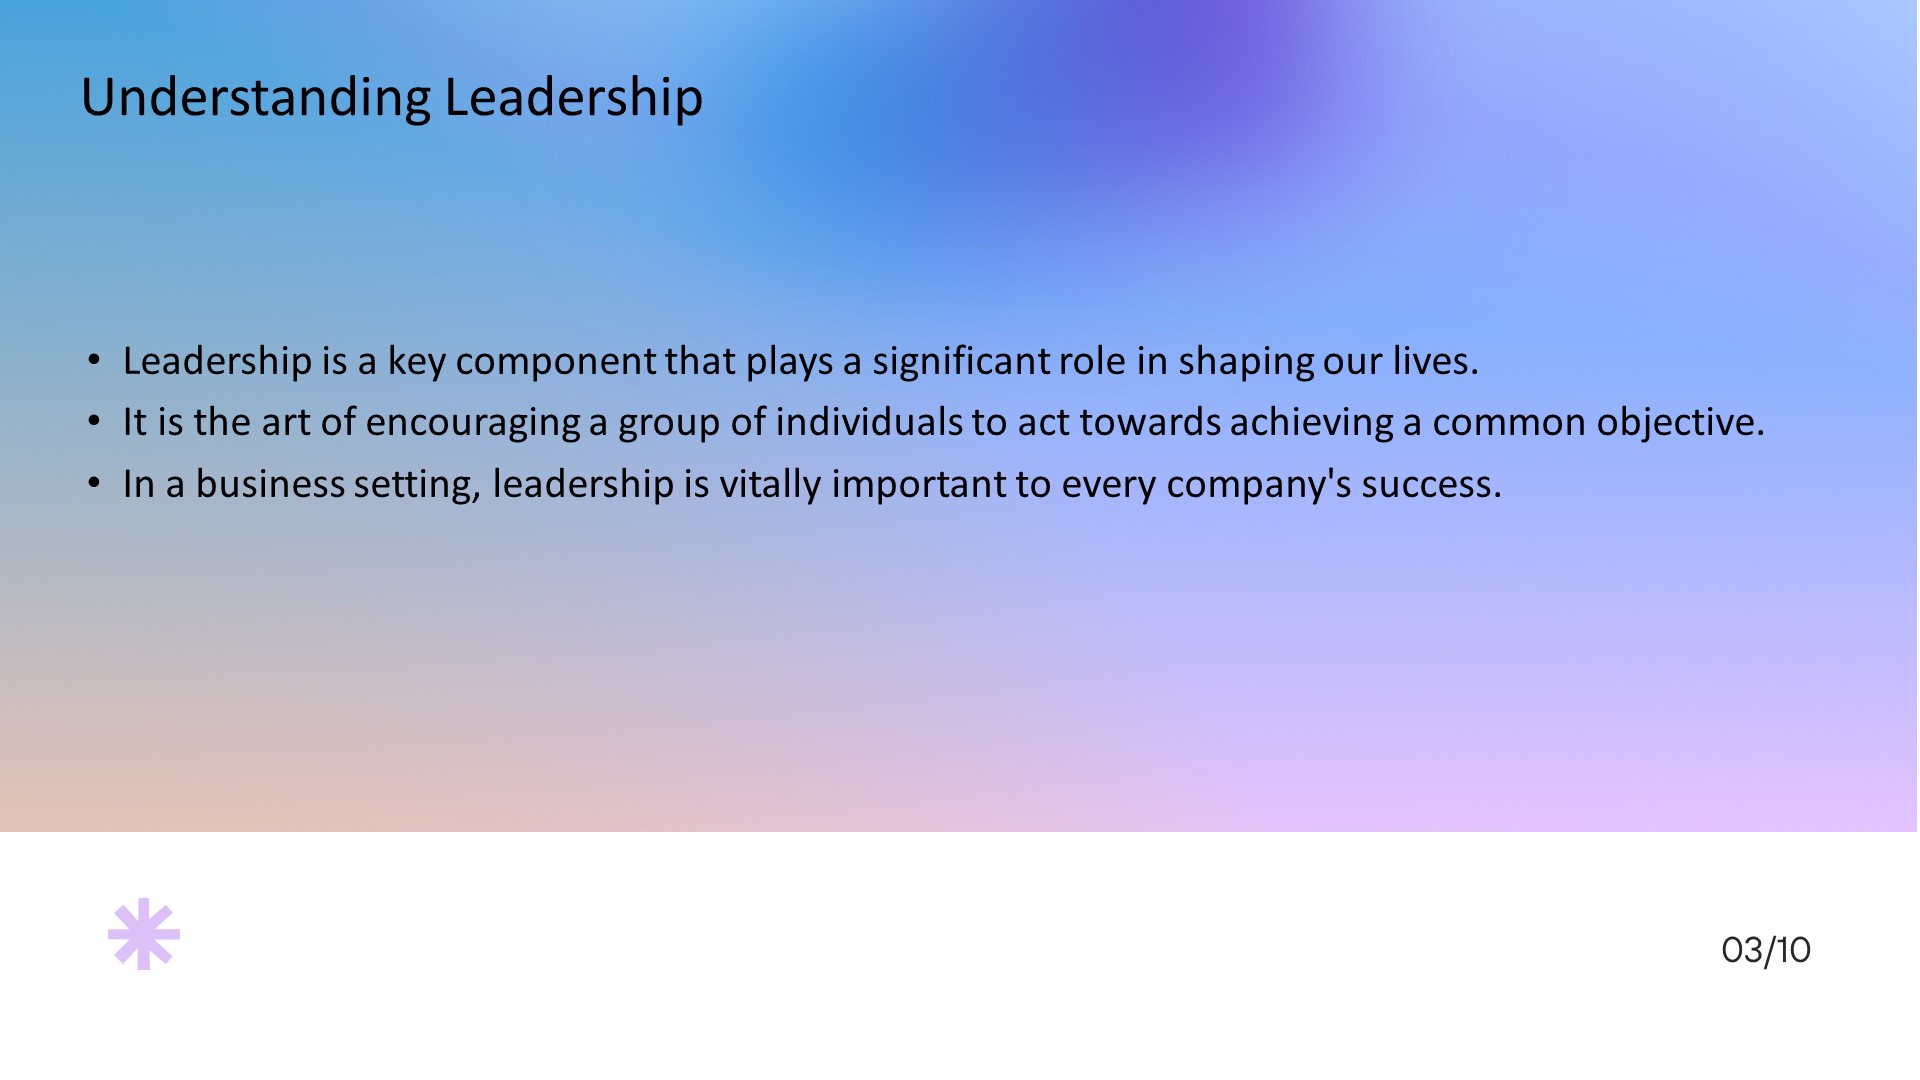 Understanding Leadership
• Leadership is a key component that plays a significant role in shaping our lives.
• It is the art of encouraging a group of individuals to act towards achieving a common objective.
• In a business setting, leadership is vitally important to every company's success.
03/10